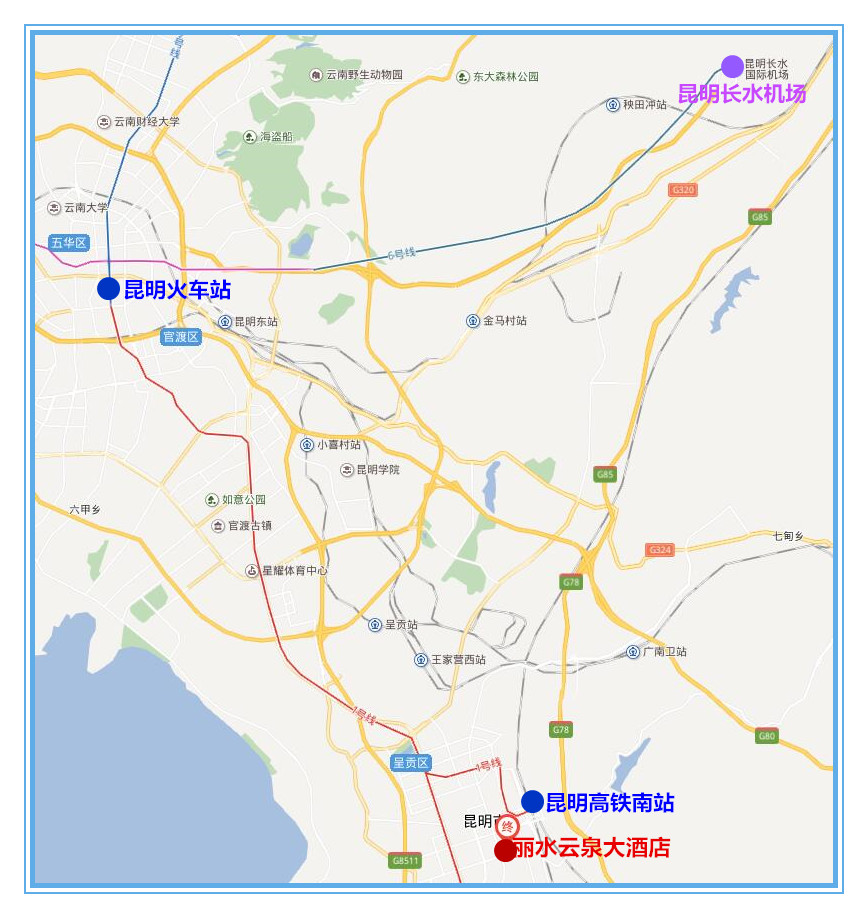 2号线
昆明长水
国际机场
昆明长水机场
云南野生动物园
东大森林公园
秧田冲站
云南财经大学
海盗船
G320
云南大学
G85
五华区
6号线
昆明火车站
昆明东站
金马村站
官渡区
小喜村站
昆明学院
G85
如意公园
六甲乡
官渡古镇
七甸乡
G324
星耀体育中心
G78
呈贡站
王家营西站
广南卫站
1号线
G78
G80
呈贡区
1号线
昆明高铁南站
昆明市
终
丽水云泉大酒店
G8511